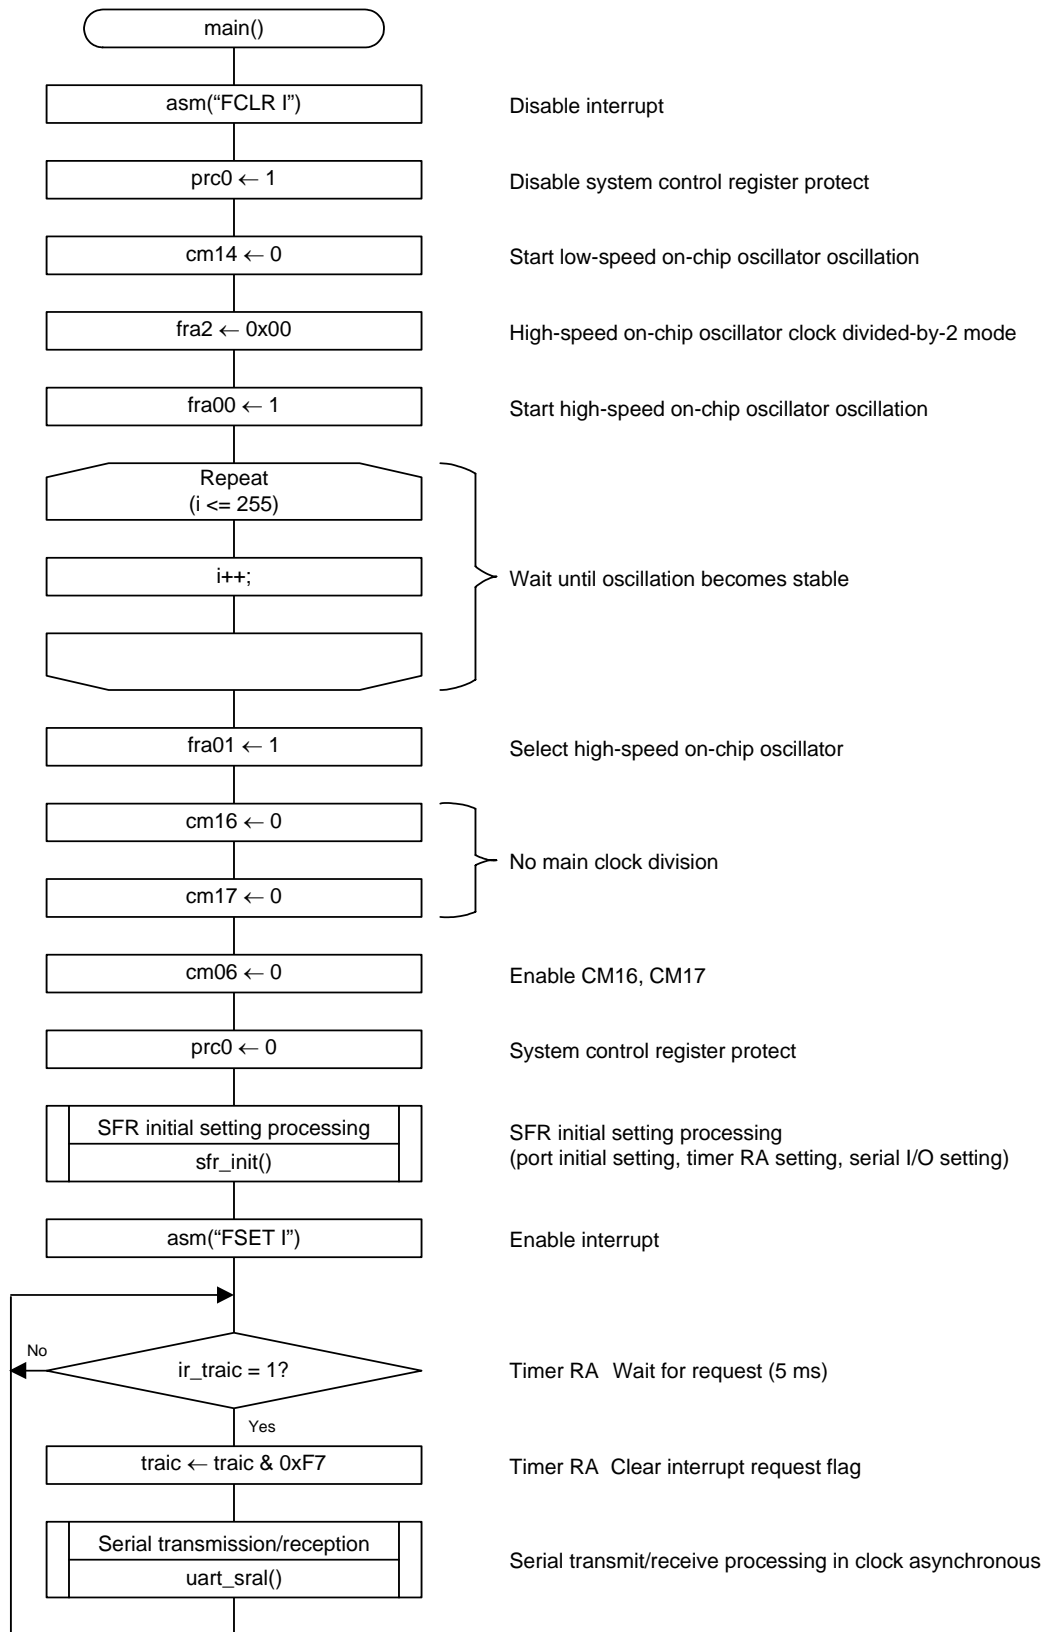 main()
asm(“FCLR I”)
Disable interrupt
prc0 ← 1
Disable system control register protect
cm14 ← 0
Start low-speed on-chip oscillator oscillation
fra2 ← 0x00
High-speed on-chip oscillator clock divided-by-2 mode
fra00 ← 1
Start high-speed on-chip oscillator oscillation
Repeat
(i <= 255)
i++;
Wait until oscillation becomes stable
fra01 ← 1
Select high-speed on-chip oscillator
cm16 ← 0
No main clock division
cm17 ← 0
cm06 ← 0
Enable CM16, CM17
prc0 ← 0
System control register protect
SFR initial setting processing
sfr_init()
SFR initial setting processing
(port initial setting, timer RA setting, serial I/O setting)
asm(“FSET I”)
Enable interrupt
No
ir_traic = 1?
Timer RA Wait for request (5 ms)
Yes
traic ← traic & 0xF7
Timer RA Clear interrupt request flag
Serial transmission/reception
uart_sral()
Serial transmit/receive processing in clock asynchronous